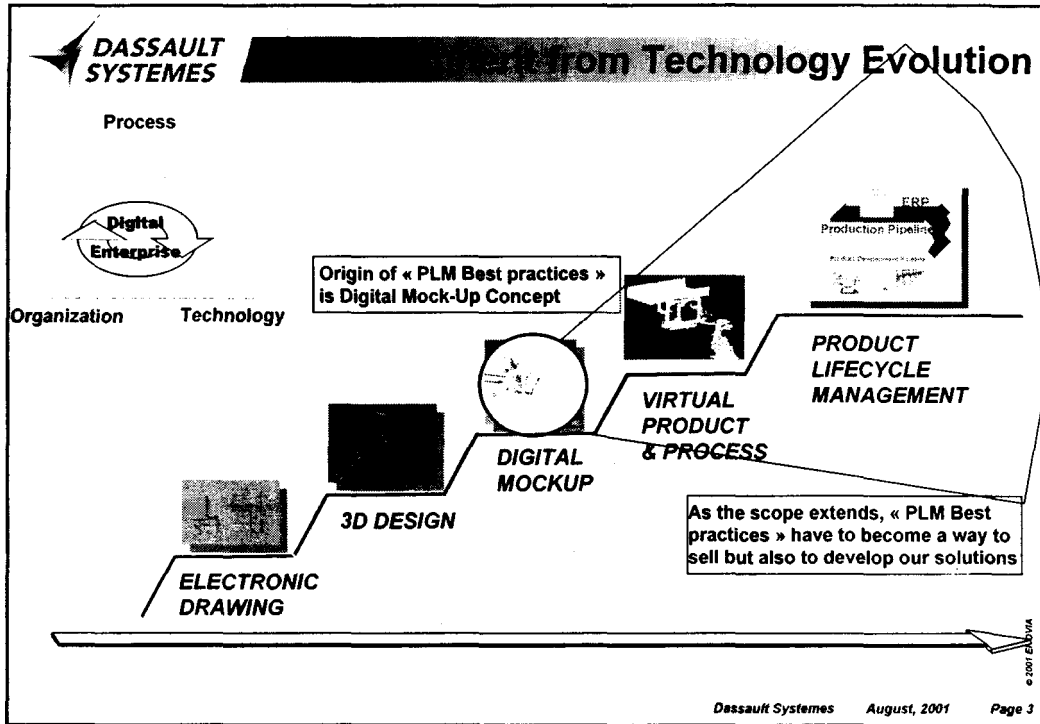 DASSAULT
SYSTEMES
from Technology Evolution
Process
Digital
Enterprise
Organization
Technology
Origin of « PLM Best practices »
is Digital Mock-Up Concept
ERP
Production Pipeline
Product Development Pipeline
PRODUCT
LIFECYCLE
MANAGEMENT
VIRTUAL
PRODUCT
& PROCESS
DIGITAL
MOCKUP
3D DESIGN
ELECTRONIC
DRAWING
As the scope extends, « PLM Best
practices » have to become a way to
sell but also to develop our solutions
© 2001 ENOVIA
Dassault Systemes August, 2001 Page 3